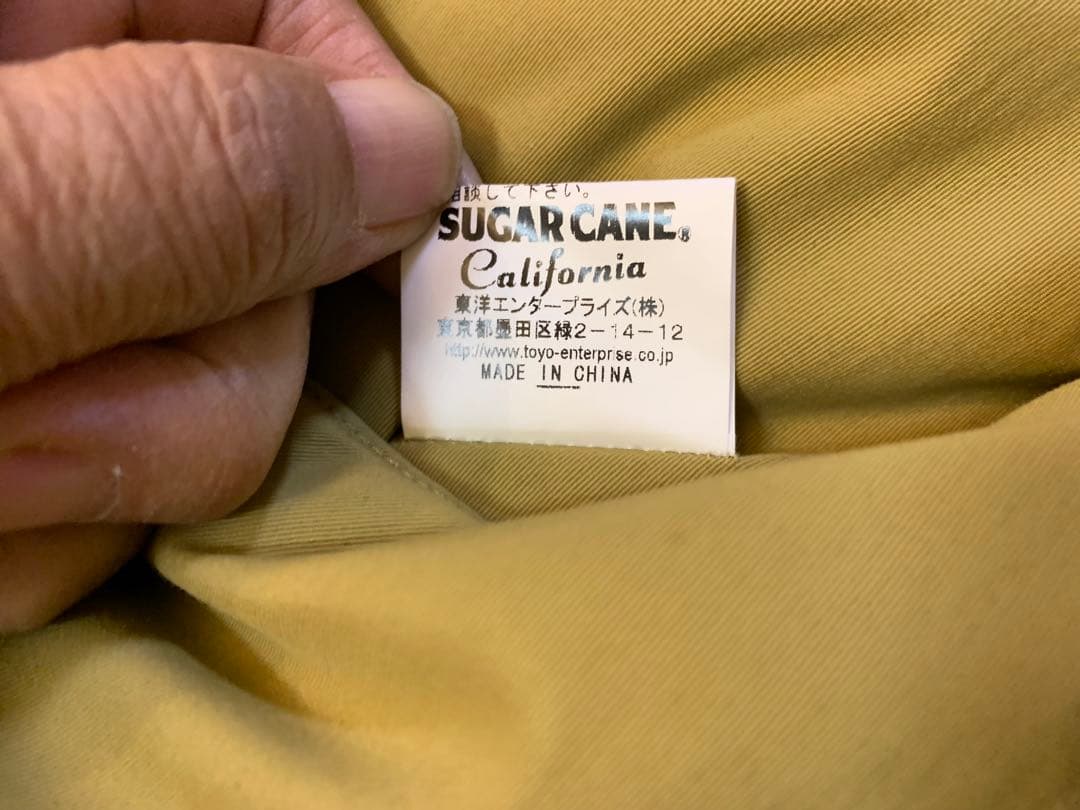 相談して下さい。
SUGAR CANE®
California
東洋エンタープライズ(株)
東京都墨田区緑2-14-12
http://www.toyo-enterprise.co.jp
MADE IN CHINA